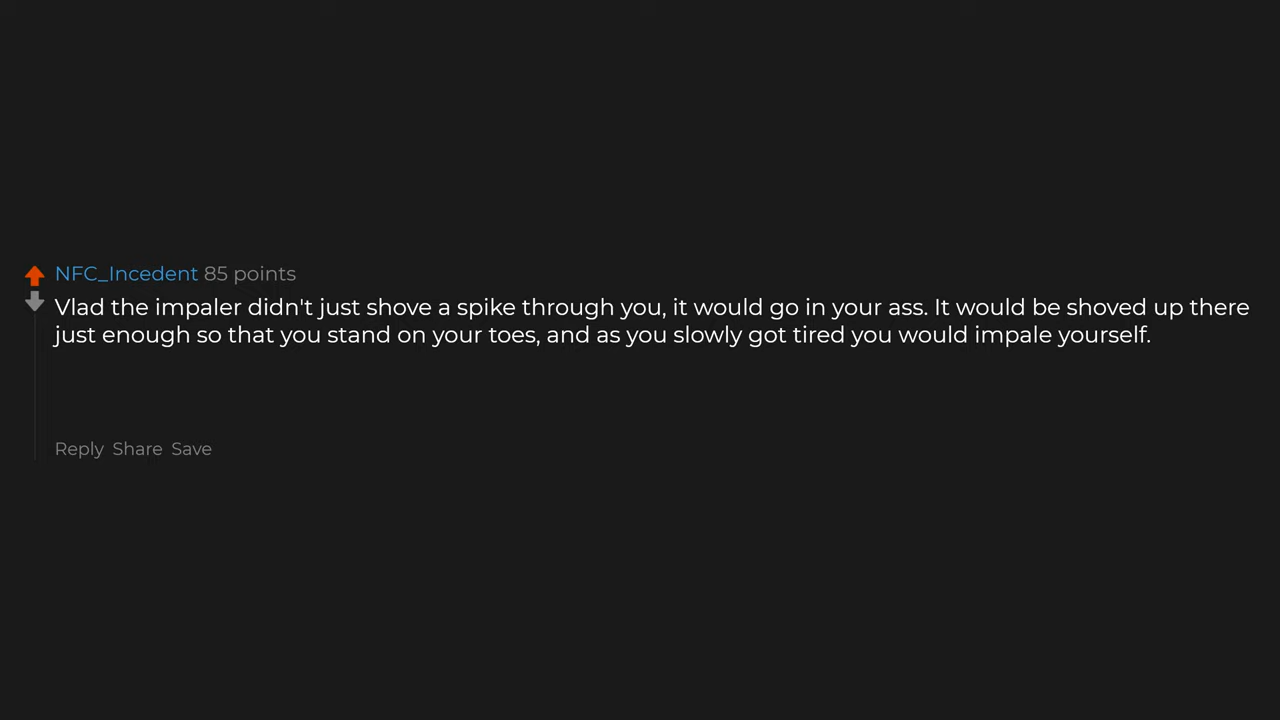 NFC_Incedent 85 points
Vlad the impaler didn't just shove a spike through you, it would go in your ass. It would be shoved up there
just enough so that you stand on your toes, and as you slowly got tired you would impale yourself.
Reply Share Save